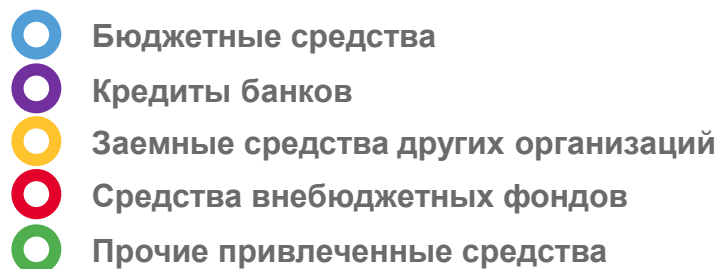 Бюджетные средства
Кредиты банков
Заемные средства других организаций
Средства внебюджетных фондов
Прочие привлеченные средства